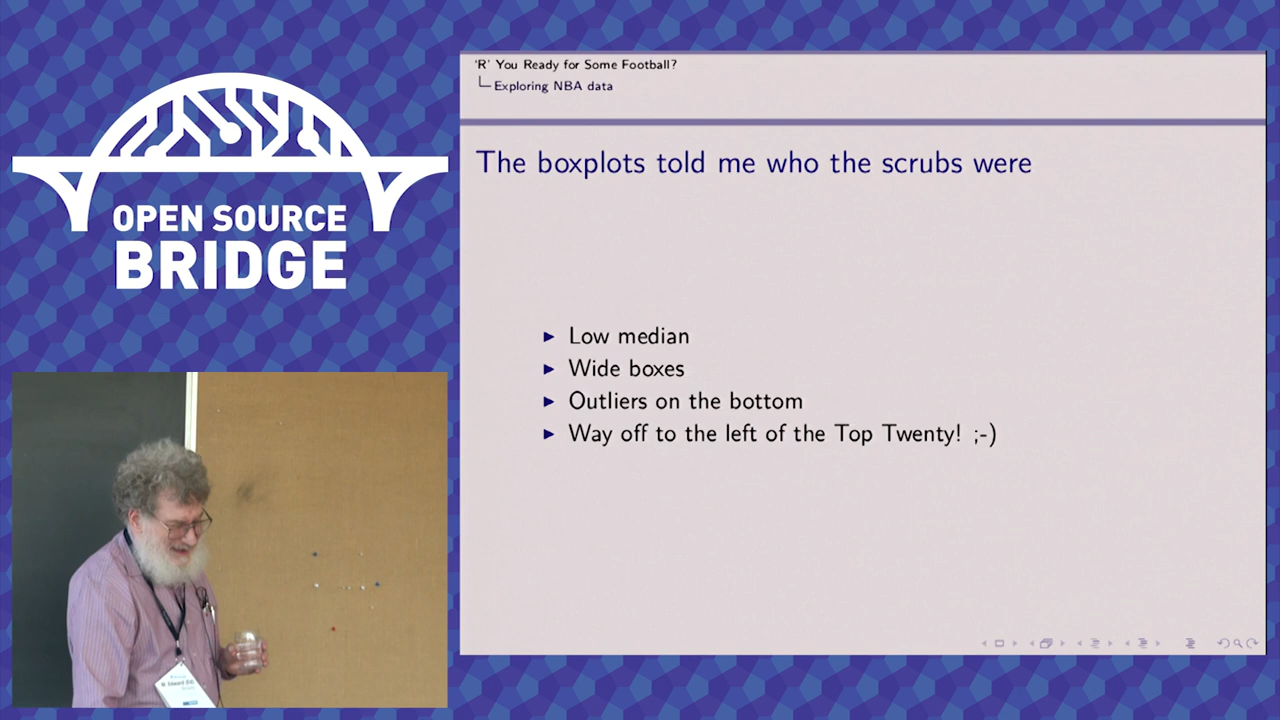 OPEN SOURCE
BRIDGE
'R' You Ready for Some Football?
Exploring NBA data
The boxplots told me who the scrubs were
Low median
Wide boxes
Outliers on the bottom
Way off to the left of the Top Twenty! ;-)
Edward